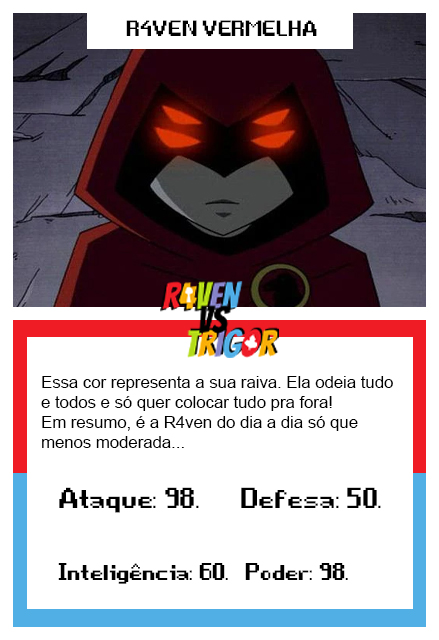 R4VEN VERMELHA
R4VEN
VS
TRIGOR
Essa cor representa a sua raiva. Ela odeia tudo
e todos e só quer colocar tudo pra fora!
Em resumo, é a R4ven do dia a dia só que
menos moderada...
Ataque: 98. Defesa: 50.
Inteligência: 60. Poder: 98.